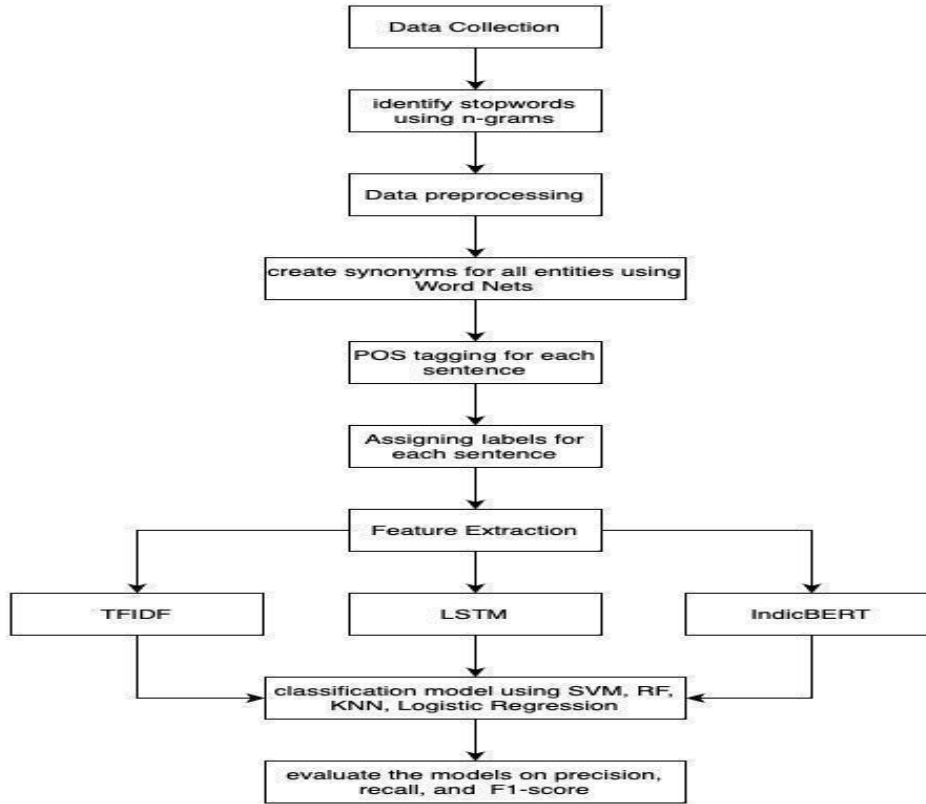 Data Collection
identify stopwords
using n-grams
Data preprocessing
create synonyms for all entities using
Word Nets
POS tagging for each
sentence
Assigning labels for
each sentence
Feature Extraction
TFIDF
LSTM
IndicBERT
classification model using SVM, RF,
KNN, Logistic Regression
evaluate the models on precision,
recall, and F1-score